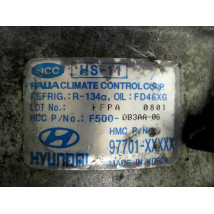 HCC HS-11
HALLA CLIMATE CONTROL CORP.
REFRIG.: R-134a, OIL: FD46XG
LOT No.: FFPA 0801
HCC P/No.: F500-DB3AA-06
HMC P/No.
HYUNDAI 97701-XXXXX
MADE IN KOREA